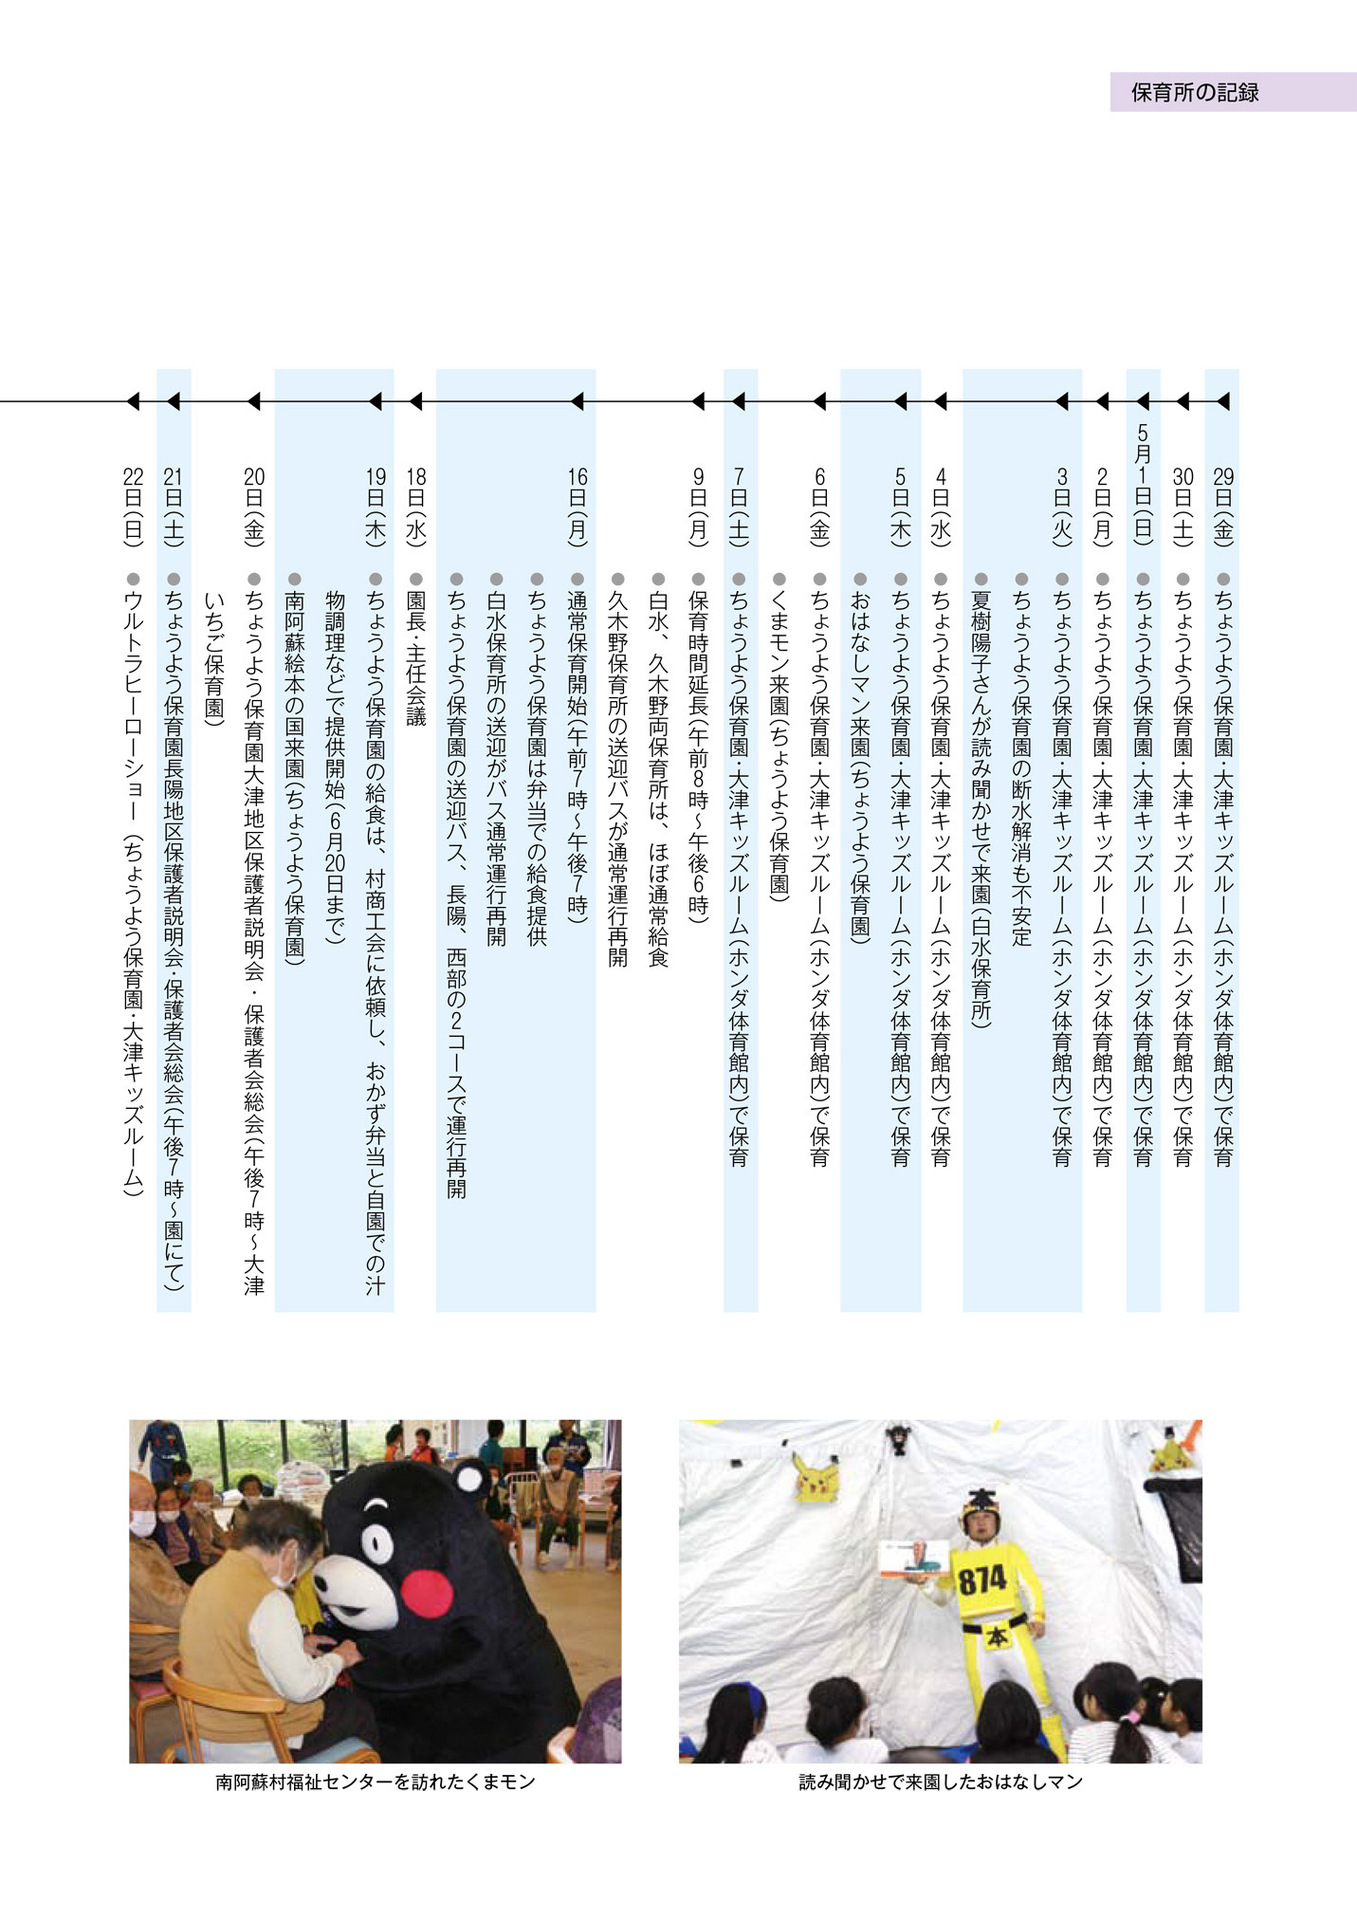 保育所の記録
29日(金)
●ちょうよう保育園・大津キッズルーム(ホンダ体育館内)で保育
30日(土)
●ちょうよう保育園・大津キッズルーム(ホンダ体育館内)で保育
5月1日(日)
●ちょうよう保育園・大津キッズルーム(ホンダ体育館内)で保育
2日(月)
●ちょうよう保育園・大津キッズルーム(ホンダ体育館内)で保育
3日(火)
●ちょうよう保育園・大津キッズルーム(ホンダ体育館内)で保育
●ちょうよう保育園の断水解消も不安定
●夏樹陽子さんが読み聞かせで来園(白水保育所)
4日(水)
●ちょうよう保育園・大津キッズルーム(ホンダ体育館内)で保育
5日(木)
●ちょうよう保育園・大津キッズルーム(ホンダ体育館内)で保育
●おはなしマン来園(ちょうよう保育園)
6日(金)
●ちょうよう保育園・大津キッズルーム(ホンダ体育館内)で保育
●くまモン来園(ちょうよう保育園)
7日(土)
●ちょうよう保育園・大津キッズルーム(ホンダ体育館内)で保育
9日(月)
●保育時間延長(午前8時～午後6時)
●白水、久木野両保育所は、ほぼ通常給食
●久木野保育所の送迎バスが通常運行再開
16日(月)
●通常保育開始(午前7時～午後7時)
●ちょうよう保育園は弁当での給食提供
●白水保育所の送迎がバス通常運行再開
●ちょうよう保育園の送迎バス、長陽、西部の2コースで運行再開
18日(水)
●園長・主任会議
19日(木)
●ちょうよう保育園の給食は、村商工会に依頼し、おかず弁当と自園での汁
物調理などで提供開始(6月20日まで)
●南阿蘇絵本の国来園(ちょうよう保育園)
20日(金)
●ちょうよう保育園大津地区保護者説明会・保護者会総会(午後7時～大津
いちご保育園)
21日(土)
●ちょうよう保育園長陽地区保護者説明会・保護者会総会(午後7時～園にて)
22日(日)
●ウルトラヒーローショー(ちょうよう保育園・大津キッズルーム)
本
874
本
南阿蘇村福祉センターを訪れたくまモン
読み聞かせで来園したおはなしマン